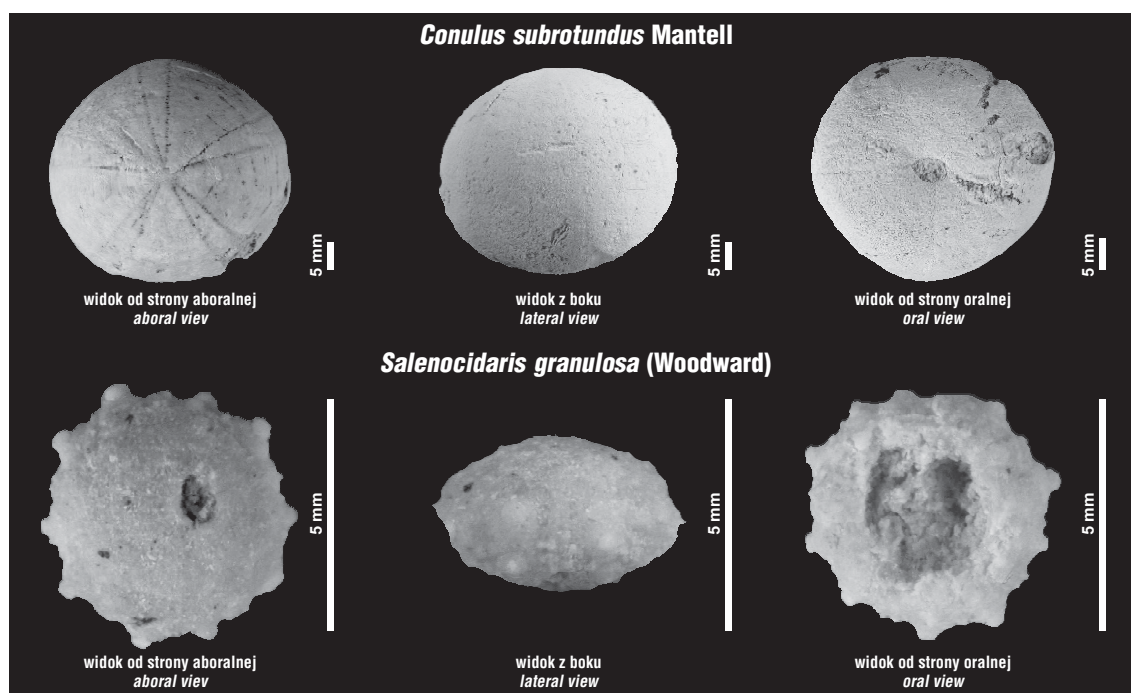 Conulus subrotundus Mantell
5 mm
5 mm
5 mm
widok od strony aboralnej
aboral viev
widok z boku
lateral view
widok od strony oralnej
oral view
Salenocidaris granulosa (Woodward)
5 mm
5 mm
5 mm
widok od strony aboralnej
aboral viev
widok z boku
lateral view
widok od strony oralnej
oral view